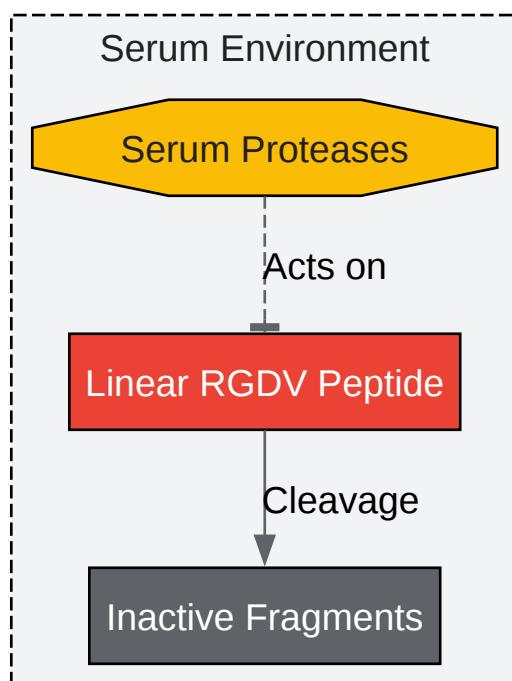 Serum Environment
Serum Proteases
Acts on
Linear RGDV Peptide
Cleavage
Inactive Fragments